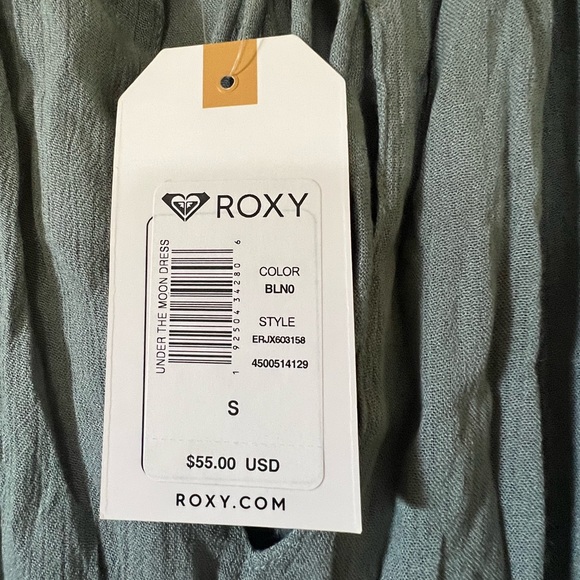 ROXY
UNDER THE MOON DRESS
1 92504 34280 6
COLOR
BLN0
STYLE
ERJX603158
4500514129
S
$55.00 USD
ROXY.COM